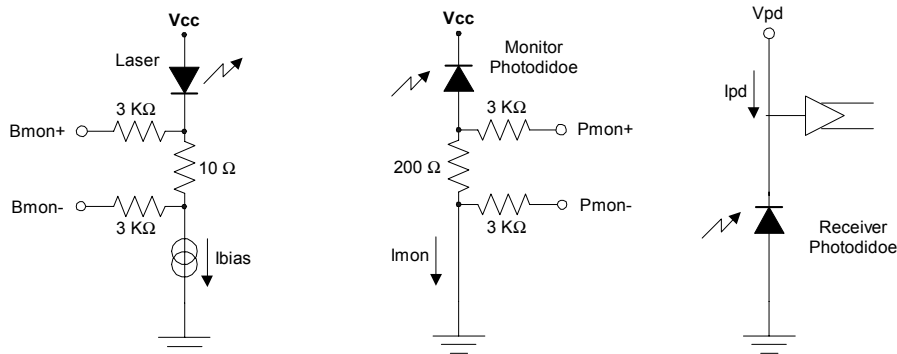 Vcc
Laser
3 KΩ
Bmon+
10 Ω
Bmon-
3 KΩ
Ibias
Vcc
Monitor
Photodidoe
3 KΩ
Pmon+
200 Ω
Pmon-
3 KΩ
Imon
Vpd
Ipd
Receiver
Photodidoe